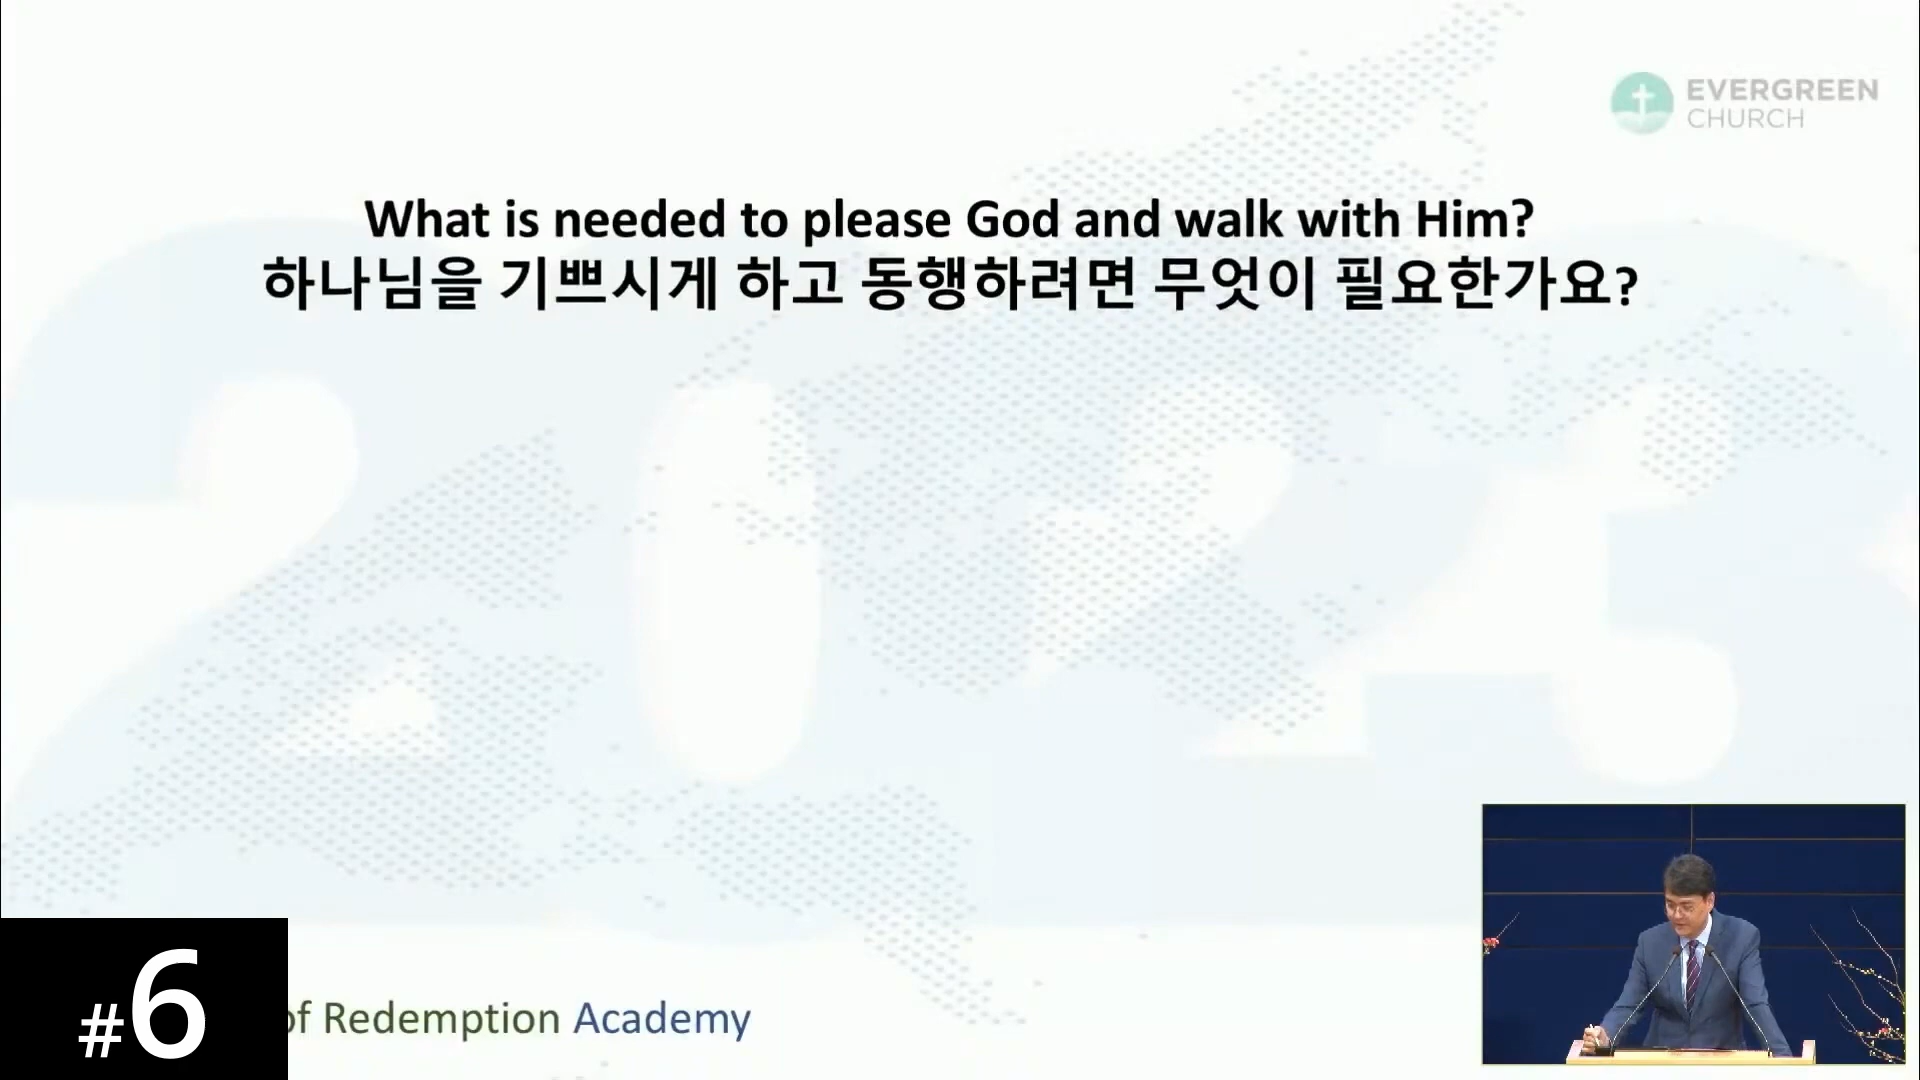 EVERGREEN
CHURCH
What is needed to please God and walk with Him?
하나님을 기쁘시게 하고 동행하려면 무엇이 필요한가요?
2023
#6
of Redemption Academy